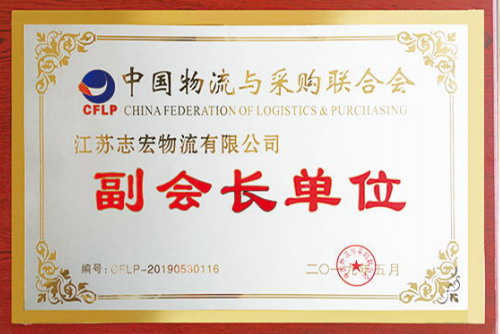 中国物流与采购联合会
CFLP CHINA FEDERATION OF LOGISTICS & PURCHASING
江苏志宏物流有限公司
副会长单位
编号:CFLP-20190530116 二〇一九年五月